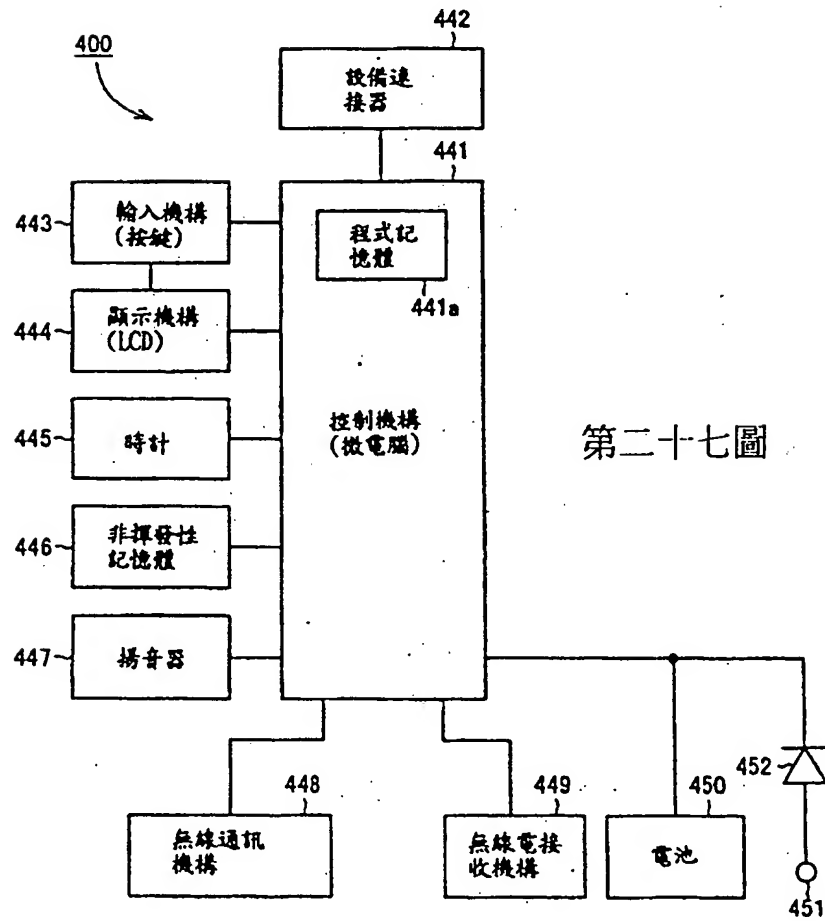 400
442
設備連
接器
441
443
輸入機構
(按鍵)
程式記
憶體
441a
444
顯示機構
(LCD)
445
時計
控制機構
(微電腦)
第二十七圖
446
非揮發性
記憶體
447
揚音器
448
無線通訊
機構
449
無線電接
收機構
450
電池
452
451